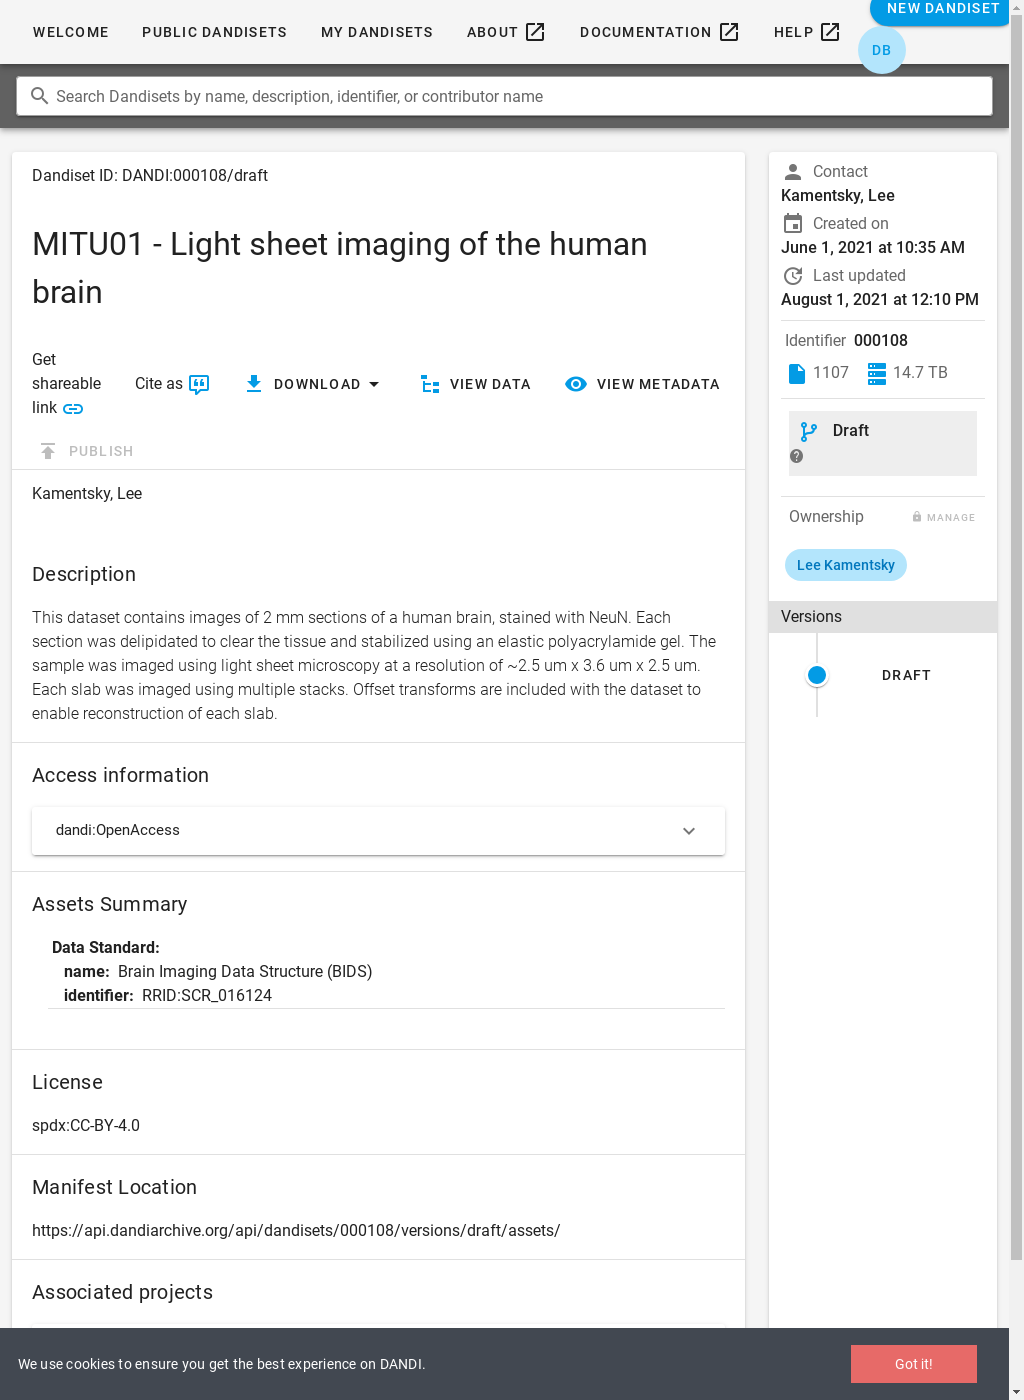 WELCOME PUBLIC DANDISETS MY DANDISETS ABOUT DOCUMENTATION HELP NEW DANDISET
DB
Search Dandisets by name, description, identifier, or contributor name
Dandiset ID: DANDI:000108/draft
MITU01 - Light sheet imaging of the human
brain
Get
shareable
link
Cite as
DOWNLOAD
VIEW DATA
VIEW METADATA
PUBLISH
Kamentsky, Lee
Description
This dataset contains images of 2 mm sections of a human brain, stained with NeuN. Each
section was delipidated to clear the tissue and stabilized using an elastic polyacrylamide gel. The
sample was imaged using light sheet microscopy at a resolution of ~2.5 um x 3.6 um x 2.5 um.
Each slab was imaged using multiple stacks. Offset transforms are included with the dataset to
enable reconstruction of each slab.
Access information
dandi:OpenAccess
Assets Summary
Data Standard:
name: Brain Imaging Data Structure (BIDS)
identifier: RRID:SCR_016124
License
spdx:CC-BY-4.0
Manifest Location
https://api.dandiarchive.org/api/dandisets/000108/versions/draft/assets/
Associated projects
Contact
Kamentsky, Lee
Created on
June 1, 2021 at 10:35 AM
Last updated
August 1, 2021 at 12:10 PM
Identifier 000108
1107 14.7 TB
Draft
Ownership MANAGE
Lee Kamentsky
Versions
DRAFT
We use cookies to ensure you get the best experience on DANDI.
Got it!